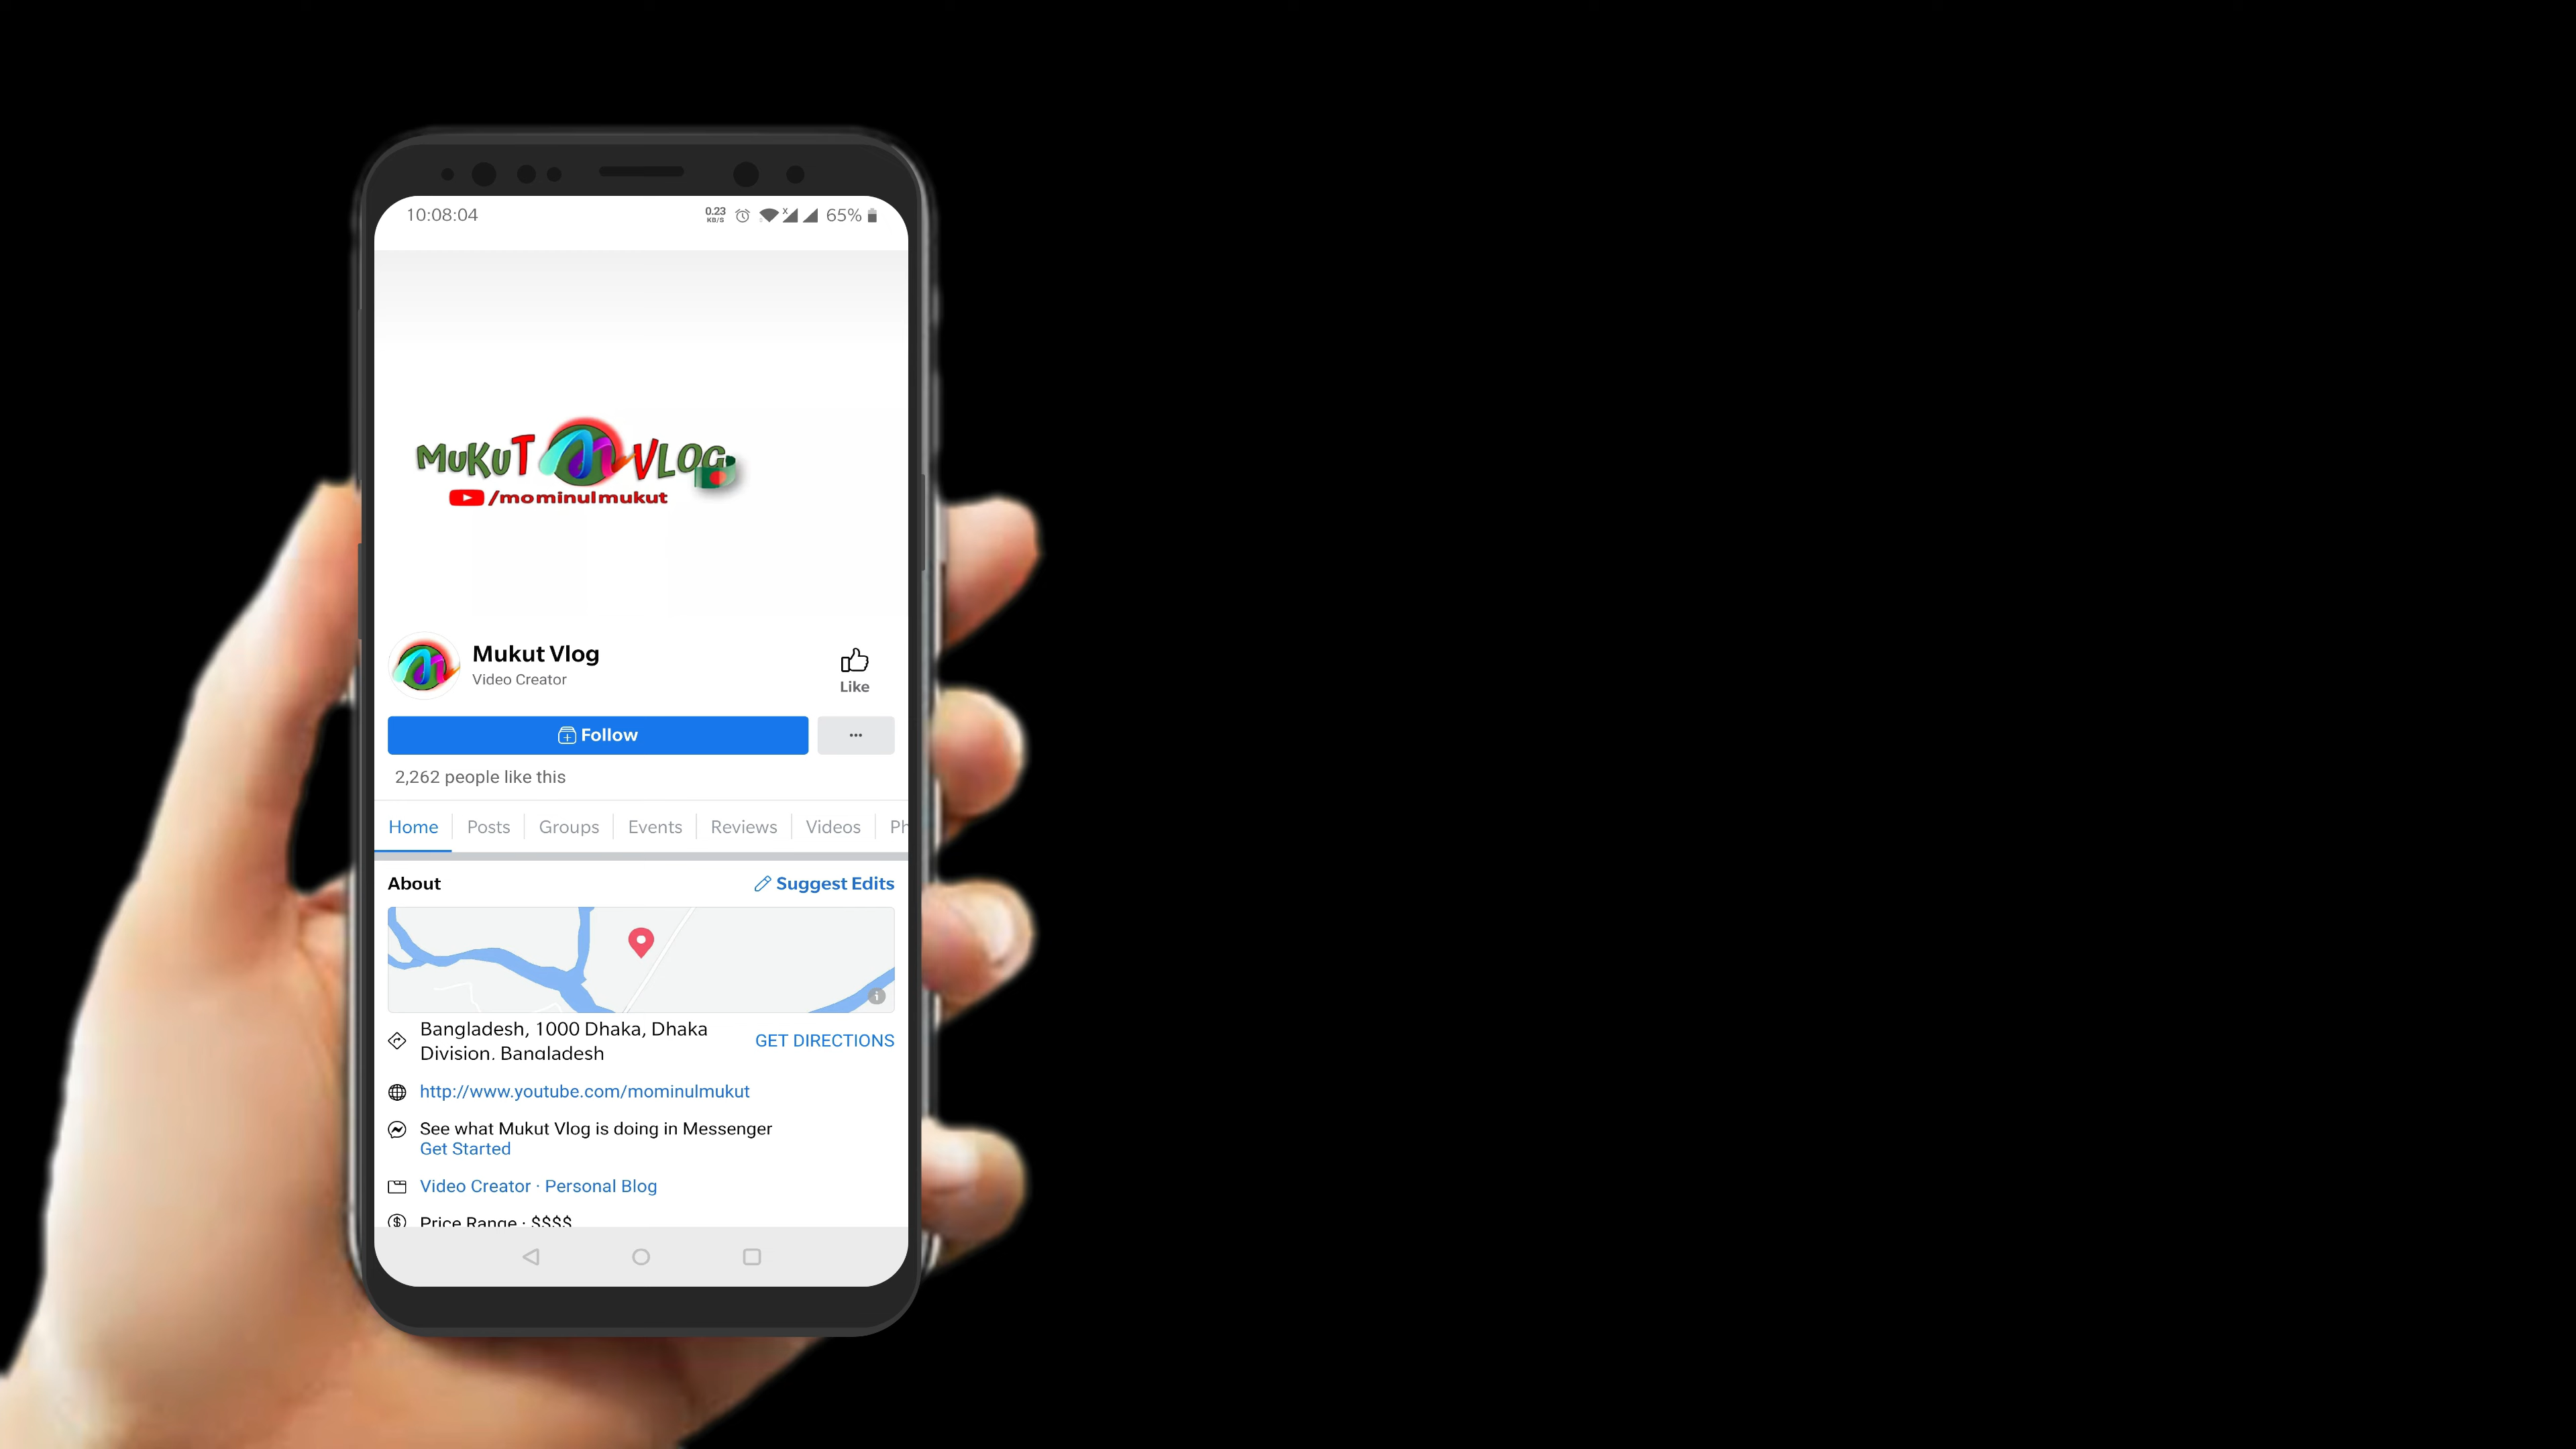 10:08:04
0.23 KB/S
65%
MuKuT VLOG
/mominulmukut
Mukut Vlog
Video Creator
Like
Follow
2,262 people like this
Home Posts Groups Events Reviews Videos Ph
About
Suggest Edits
Bangladesh, 1000 Dhaka, Dhaka
Division, Bangladesh
GET DIRECTIONS
http://www.youtube.com/mominulmukut
See what Mukut Vlog is doing in Messenger
Get Started
Video Creator · Personal Blog
Price Range · $$$$